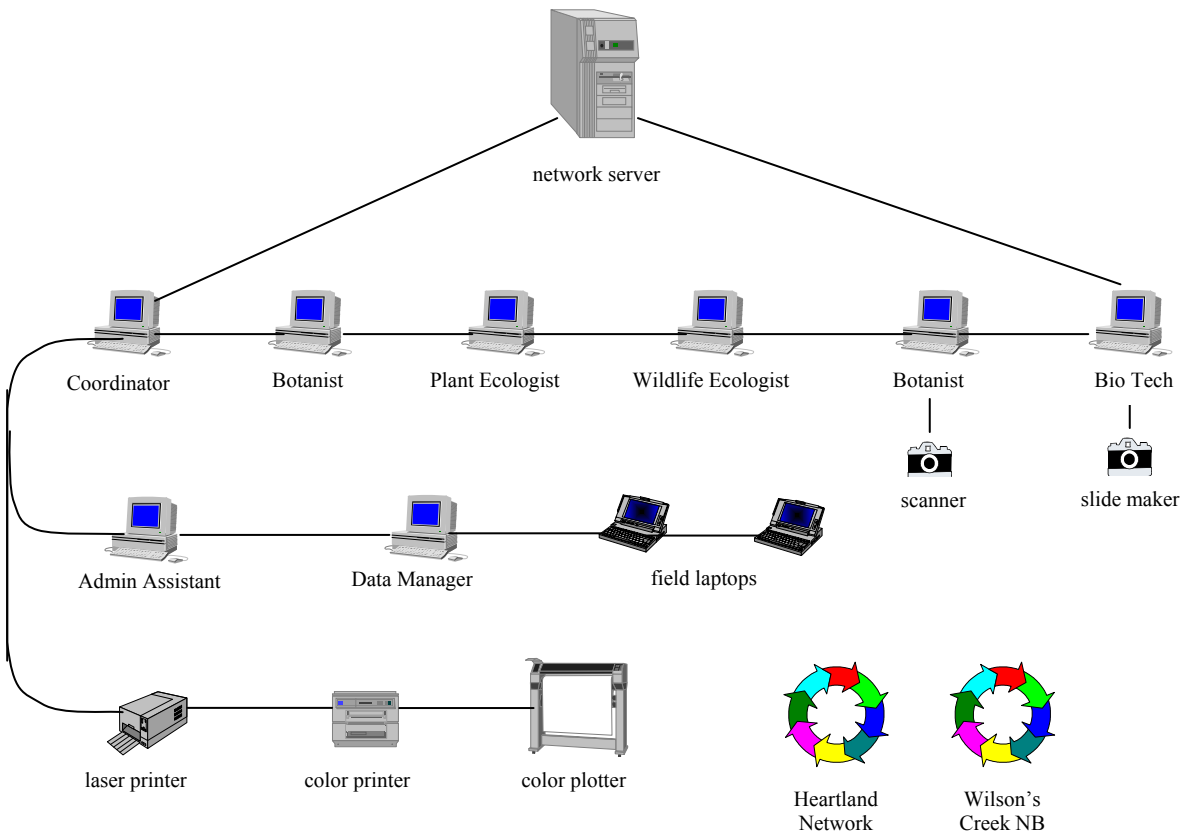 network server
Coordinator
Botanist
Plant Ecologist
Wildlife Ecologist
Botanist
Bio Tech
scanner
slide maker
Admin Assistant
Data Manager
field laptops
laser printer
color printer
color plotter
Heartland
Network
Wilson’s
Creek NB